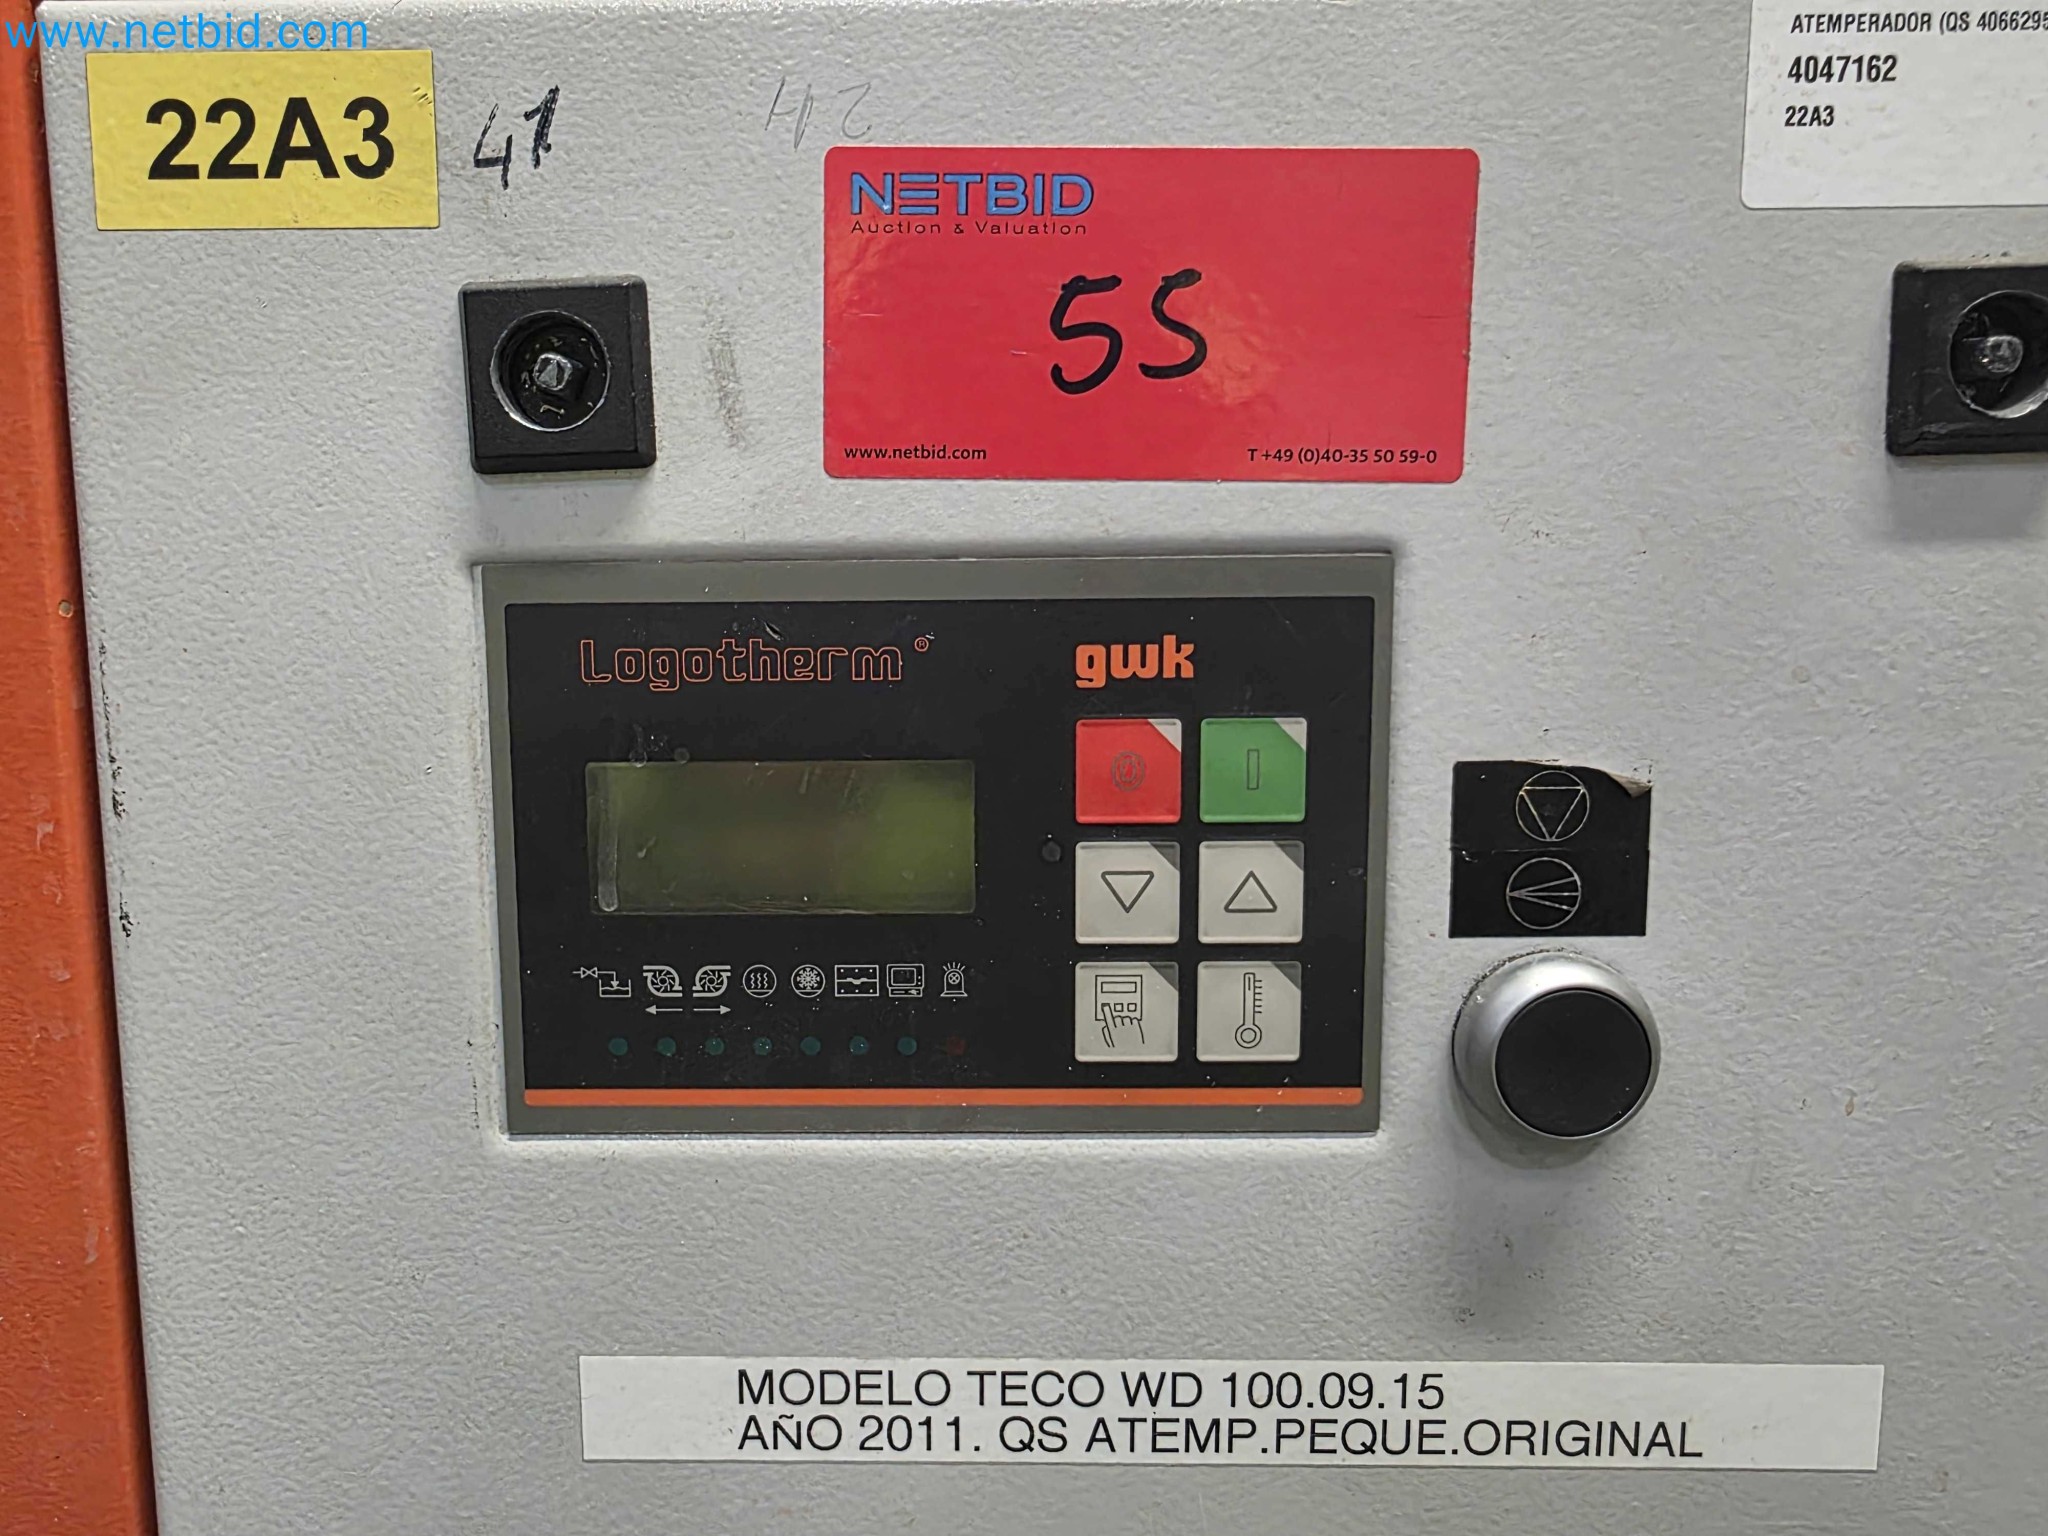 www.netbid.com
22A3
41
42
ATEMPERADOR (QS 4066295
4047162
22A3
NETBID
Auction & Valuation
55
www.netbid.com
T +49 (0)40-35 50 59-0
Logotherm®
gwk
MODELO TECO WD 100.09.15
AÑO 2011. QS ATEMP.PEQUE.ORIGINAL